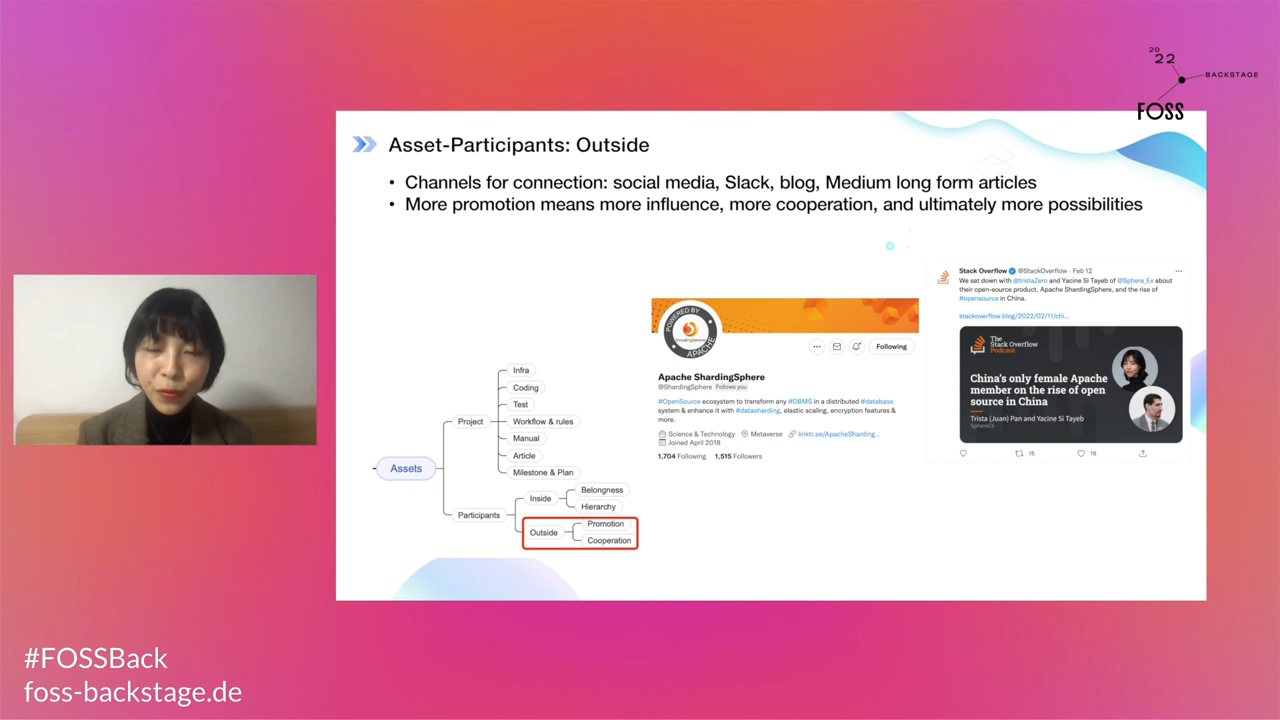 20
22
BACKSTAGE
FOSS
Asset-Participants: Outside
• Channels for connection: social media, Slack, blog, Medium long form articles
• More promotion means more influence, more cooperation, and ultimately more possibilities
Assets
Project
Infra
Coding
Test
Workflow & rules
Manual
Article
Milestone & Plan
Participants
Inside
Belongness
Hierarchy
Outside
Promotion
Cooperation
POWERED BY
ShardingSphere
APACHE
Following
Apache ShardingSphere
@ShardingSphere Follows you
#OpenSource ecosystem to transform any #DBMS in a distributed #database
system & enhance it with #datasharding, elastic scaling, encryption features &
more.
Science & Technology Metaverse linktr.ee/ApacheSharding...
Joined April 2018
1,704 Following 1,515 Followers
Stack Overflow @StackOverflow · Feb 12
We sat down with @tristaZero and Yacine Si Tayeb of @Sphere_Ex about
their open-source product, Apache ShardingSphere, and the rise of
#opensource in China.
stackoverflow.blog/2022/02/11/chi...
The
Stack Overflow
Podcast
China's only female Apache
member on the rise of open
source in China
Trista (Juan) Pan and Yacine Si Tayeb
SphereEx
15
16
#FOSSBack
foss-backstage.de